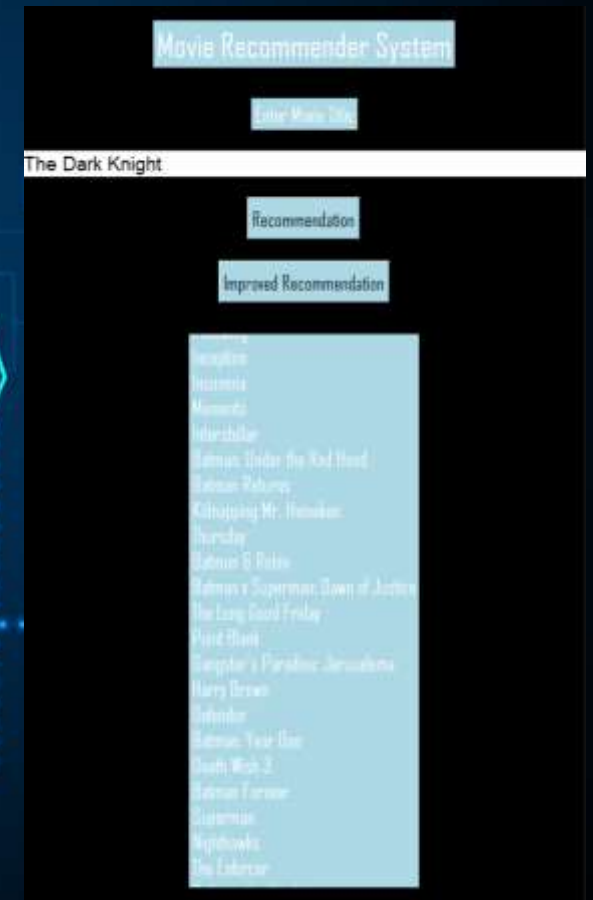 Movie Recommender System
Enter Movie Title
The Dark Knight
Recommendation
Improved Recommendation
Inception
Insomnia
Memento
Interstellar
Batman: Under the Red Hood
Batman Returns
Kidnapping Mr. Heineken
Thursday
Batman & Robin
Batman v Superman: Dawn of Justice
The Long Good Friday
Point Blank
Gangster's Paradise: Jerusalema
Harry Brown
Defendor
Batman: Year One
Death Wish 2
Batman Forever
Superman
Nighthawks
The Enforcer